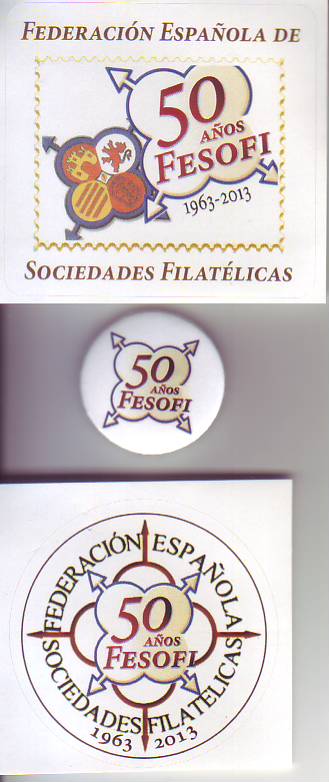 FEDERACIÓN ESPAÑOLA DE
50
AÑOS
FESOFI
1963-2013
SOCIEDADES FILATÉLICAS
50
AÑOS
FESOFI
FEDERACIÓN ESPAÑOLA
50
AÑOS
FESOFI
SOCIEDADES FILATELICAS
1963 2013